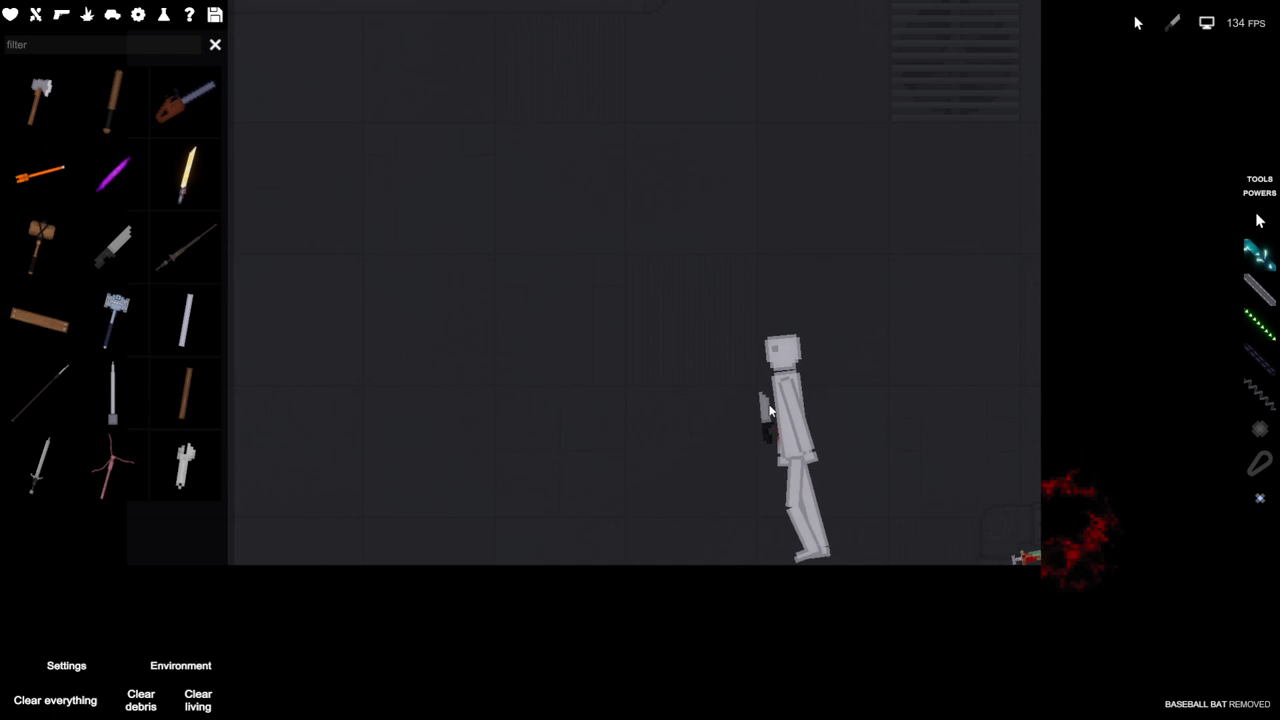 filter
134 FPS
TOOLS
POWERS
Settings
Environment
Clear everything
Clear
debris
Clear
living
BASEBALL BAT REMOVED